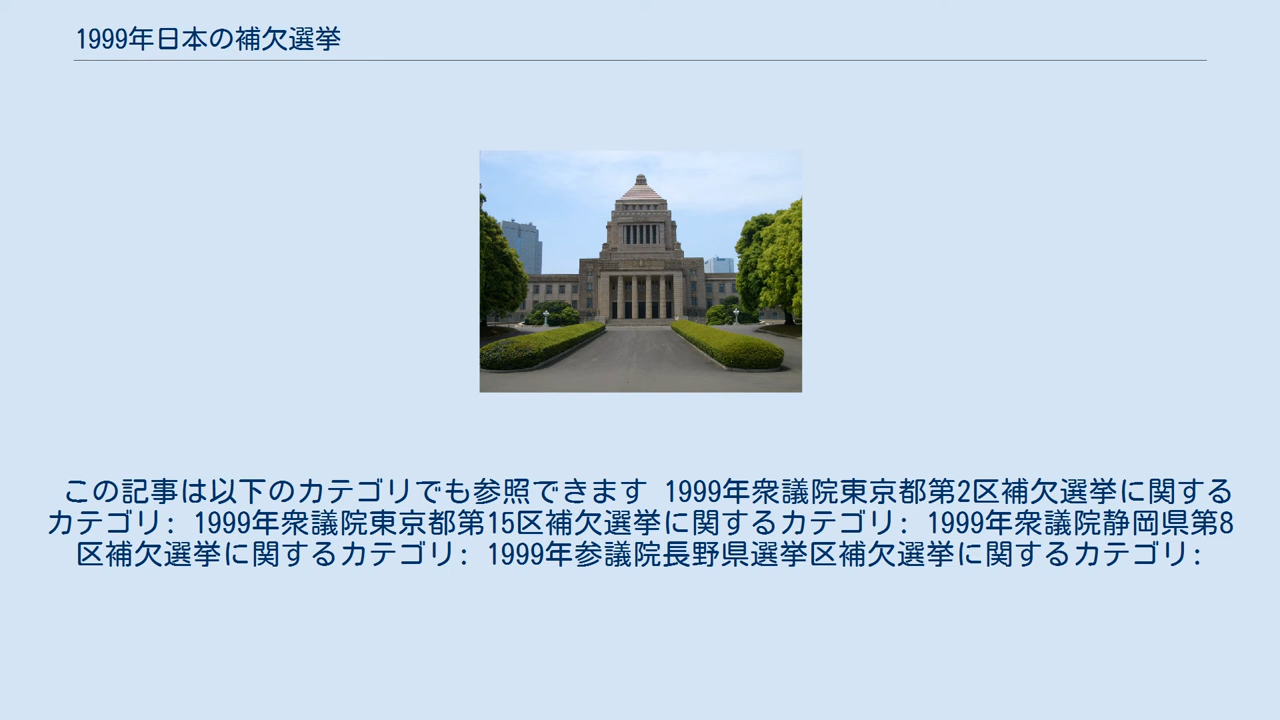 1999年日本の補欠選挙
この記事は以下のカテゴリでも参照できます 1999年衆議院東京都第2区補欠選挙に関する
カテゴリ: 1999年衆議院東京都第15区補欠選挙に関するカテゴリ: 1999年衆議院静岡県第8
区補欠選挙に関するカテゴリ: 1999年参議院長野県選挙区補欠選挙に関するカテゴリ: